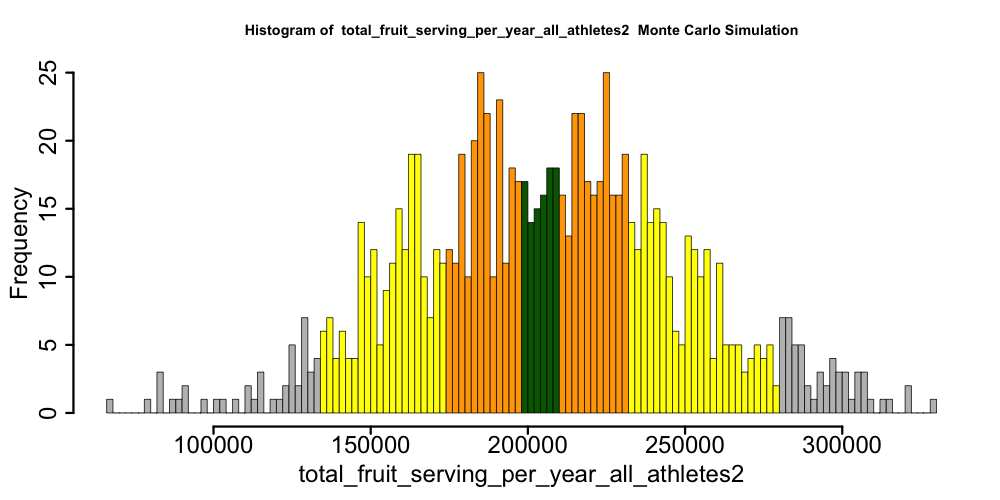 Histogram of  total_fruit_serving_per_year_all_athletes2  Monte Carlo Simulation
25
20
15
10
5
0
Frequency
100000 150000 200000 250000 300000
total_fruit_serving_per_year_all_athletes2